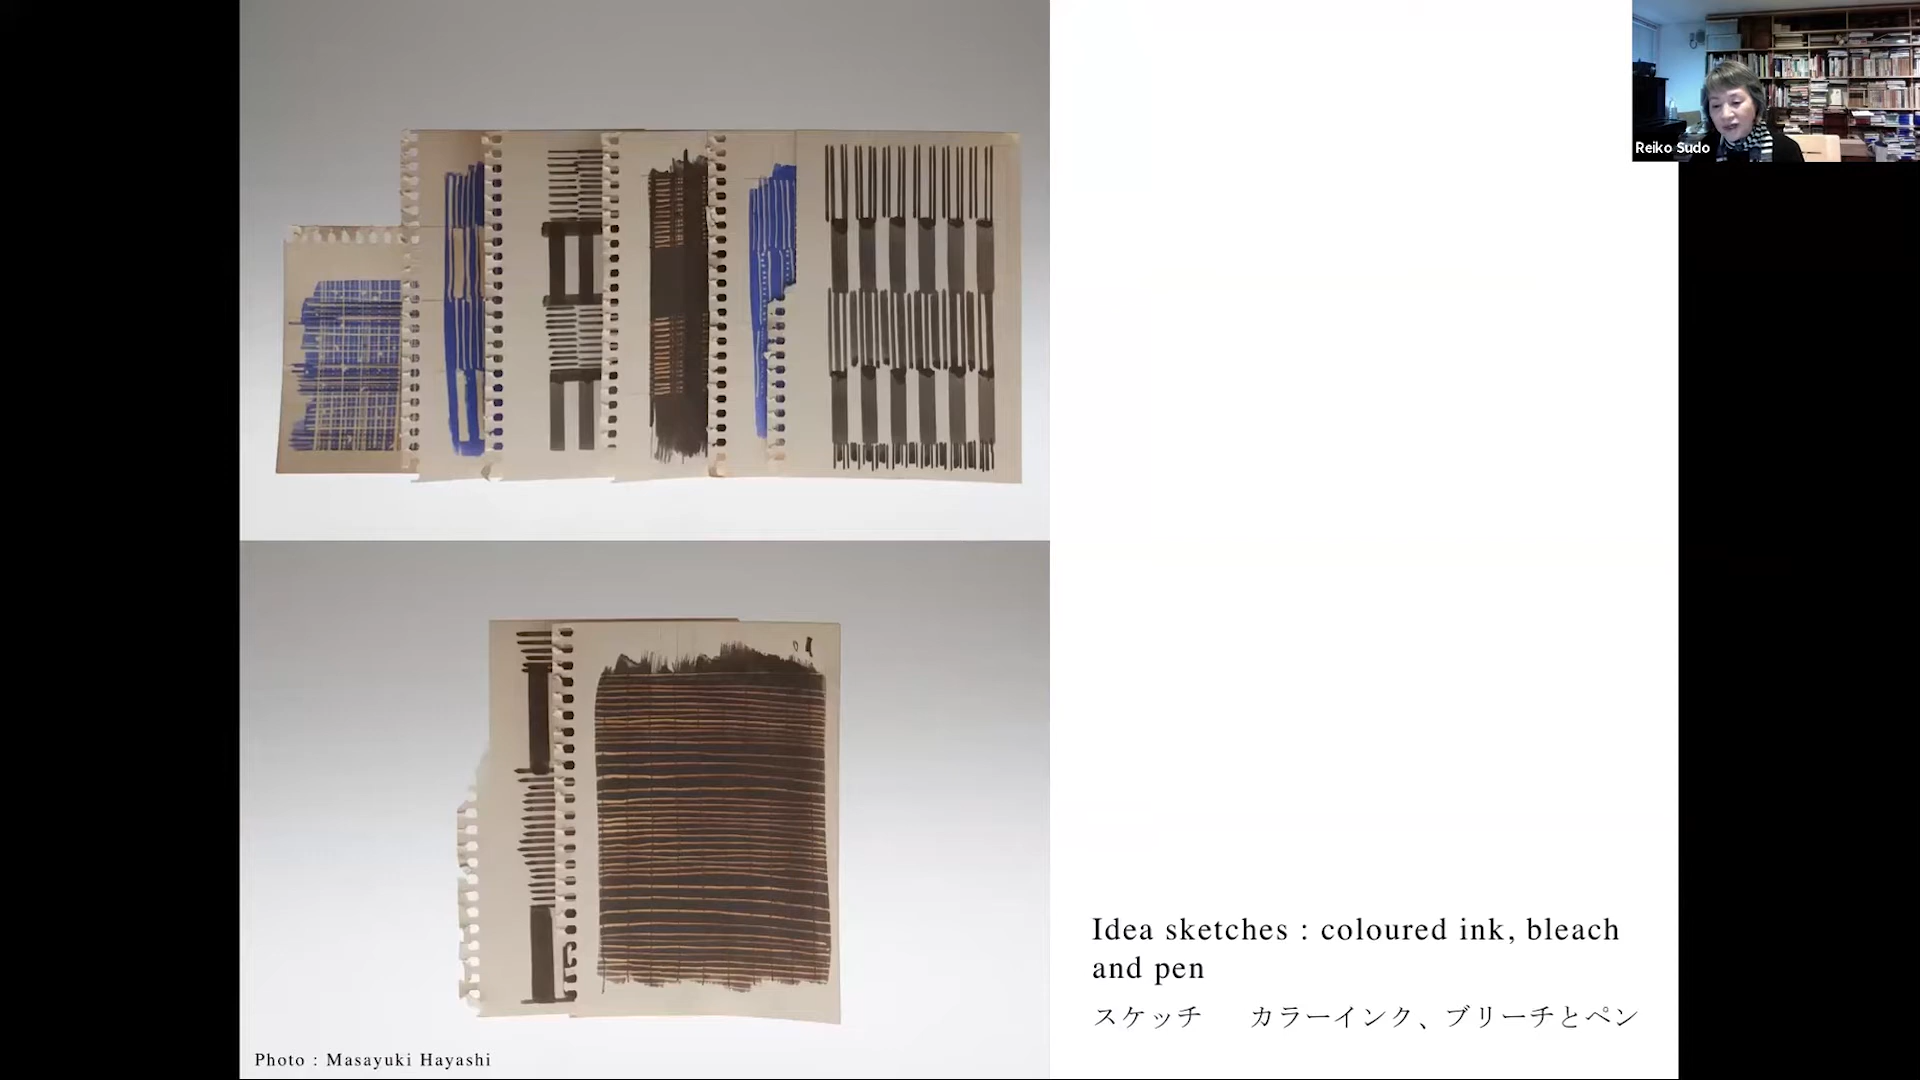 Reiko Sudo
Idea sketches : coloured ink, bleach
and pen
スケッチ　カラーインク、ブリーチとペン
Photo : Masayuki Hayashi